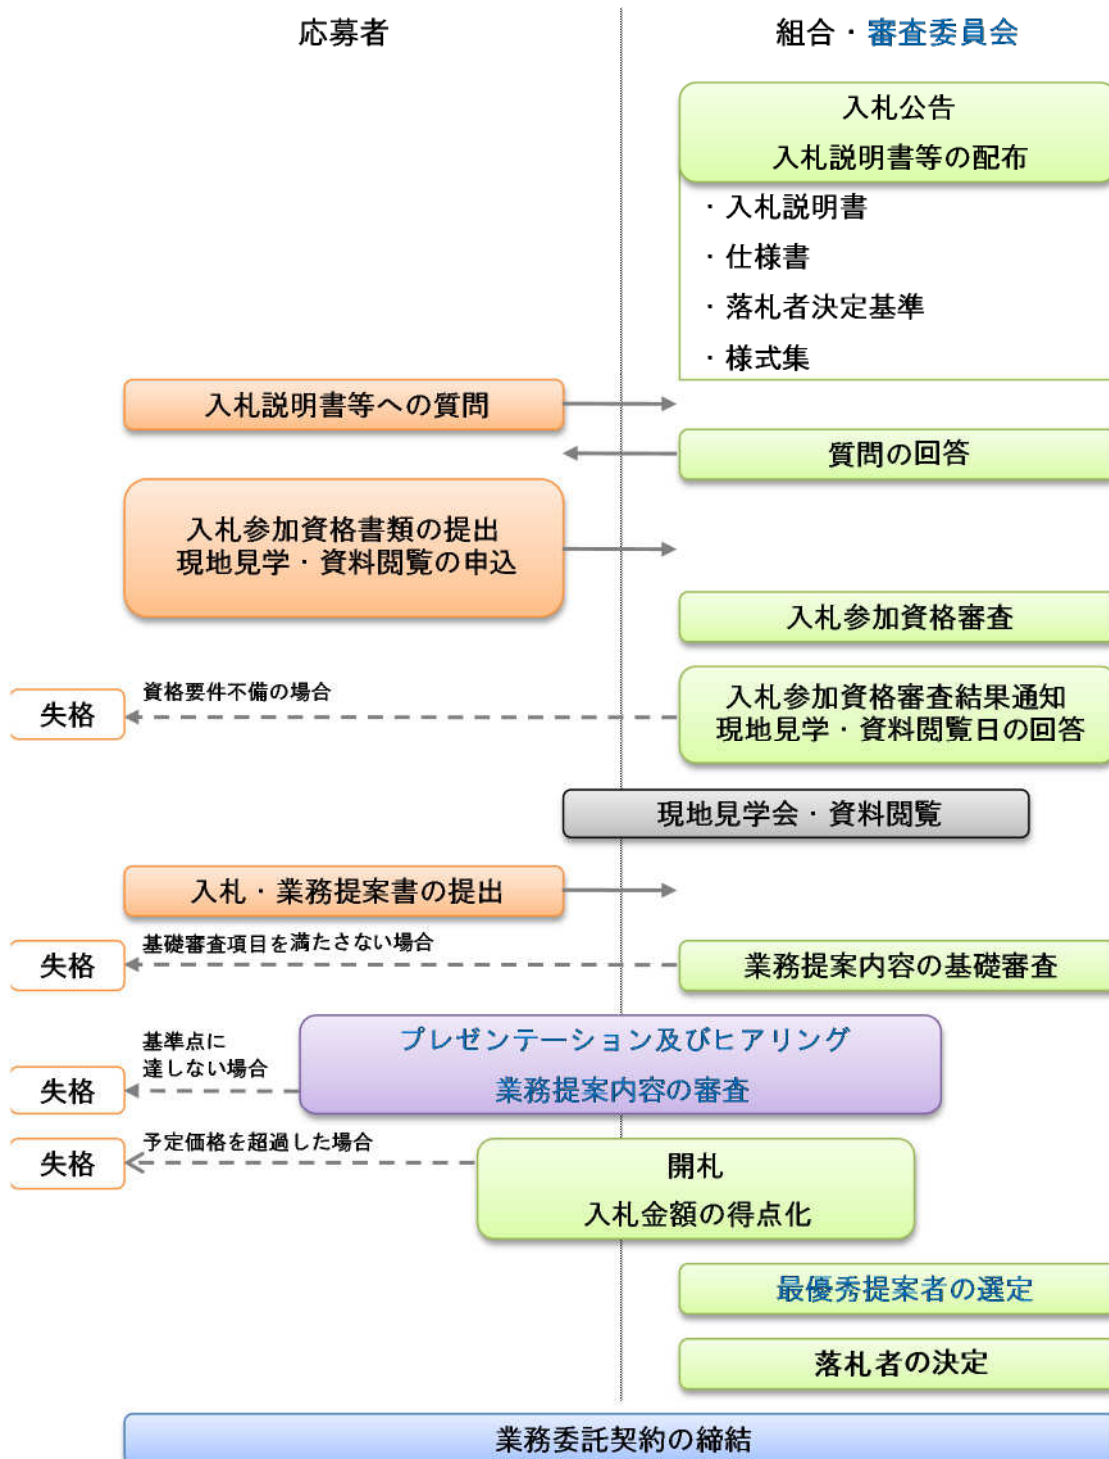 応募者
組合・審査委員会
入札公告
入札説明書等の配布
・入札説明書
・仕様書
・落札者決定基準
・様式集
入札説明書等への質問
質問の回答
入札参加資格書類の提出
現地見学・資料閲覧の申込
入札参加資格審査
失格
資格要件不備の場合
入札参加資格審査結果通知
現地見学・資料閲覧日の回答
現地見学会・資料閲覧
入札・業務提案書の提出
失格
基礎審査項目を満たさない場合
業務提案内容の基礎審査
プレゼンテーション及びヒアリング
業務提案内容の審査
基準点に
達しない場合
失格
予定価格を超過した場合
失格
開札
入札金額の得点化
最優秀提案者の選定
落札者の決定
業務委託契約の締結